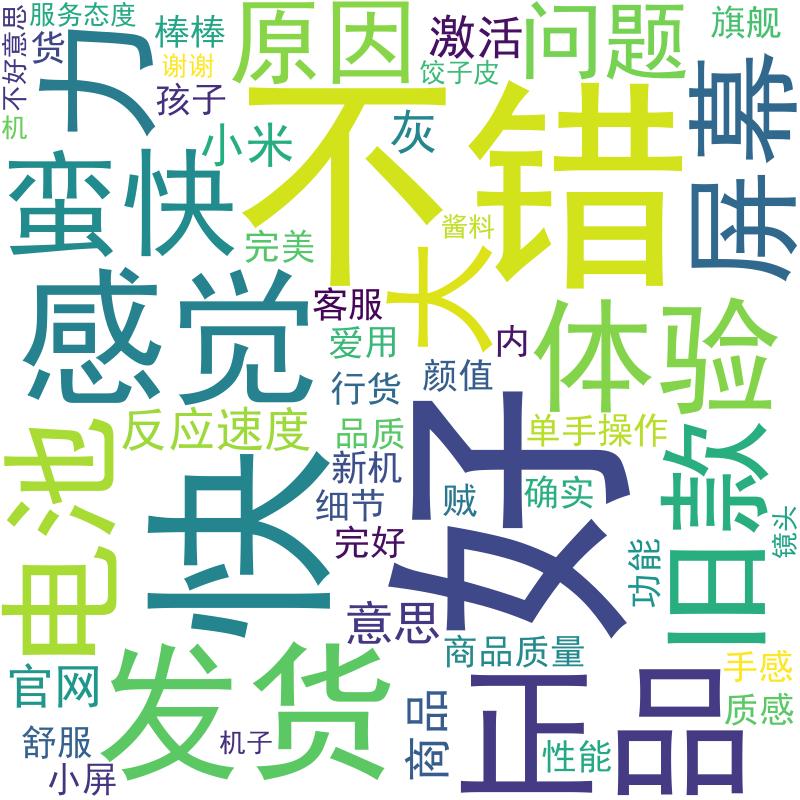 服务态度
不好意思
货
力
棒棒
谢谢
孩子
机
原因
激活
问题
旗舰
饺子皮
不错
屏幕
小米
灰
蛮快
完美
酱料
大
感觉
客服
内
体验
爱用
行货
颜值
电池
反应速度
品质
单手操作
好
旧款
快
新机
细节
贼
确实
镜头
完好
功能
意思
商品质量
发货
官网
正品
手感
质感
商品
舒服
机子
性能
小屏